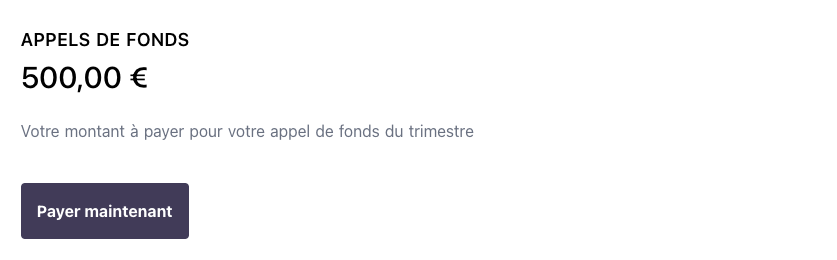 APPELS DE FONDS
500,00 €
Votre montant à payer pour votre appel de fonds du trimestre
Payer maintenant